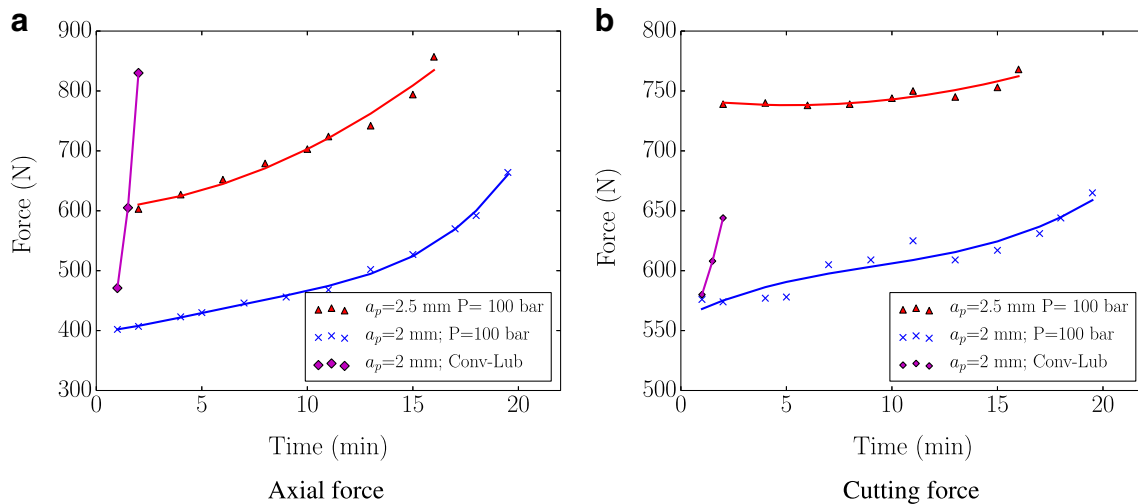 a
900
800
700
600
500
400
300
0 5 10 15 20
Force (N)
Time (min)
a_p=2.5 mm P= 100 bar
a_p=2 mm; P=100 bar
a_p=2 mm; Conv-Lub
Axial force
b
800
750
700
650
600
550
500
0 5 10 15 20
Force (N)
Time (min)
a_p=2.5 mm P= 100 bar
a_p=2 mm; P=100 bar
a_p=2 mm; Conv-Lub
Cutting force